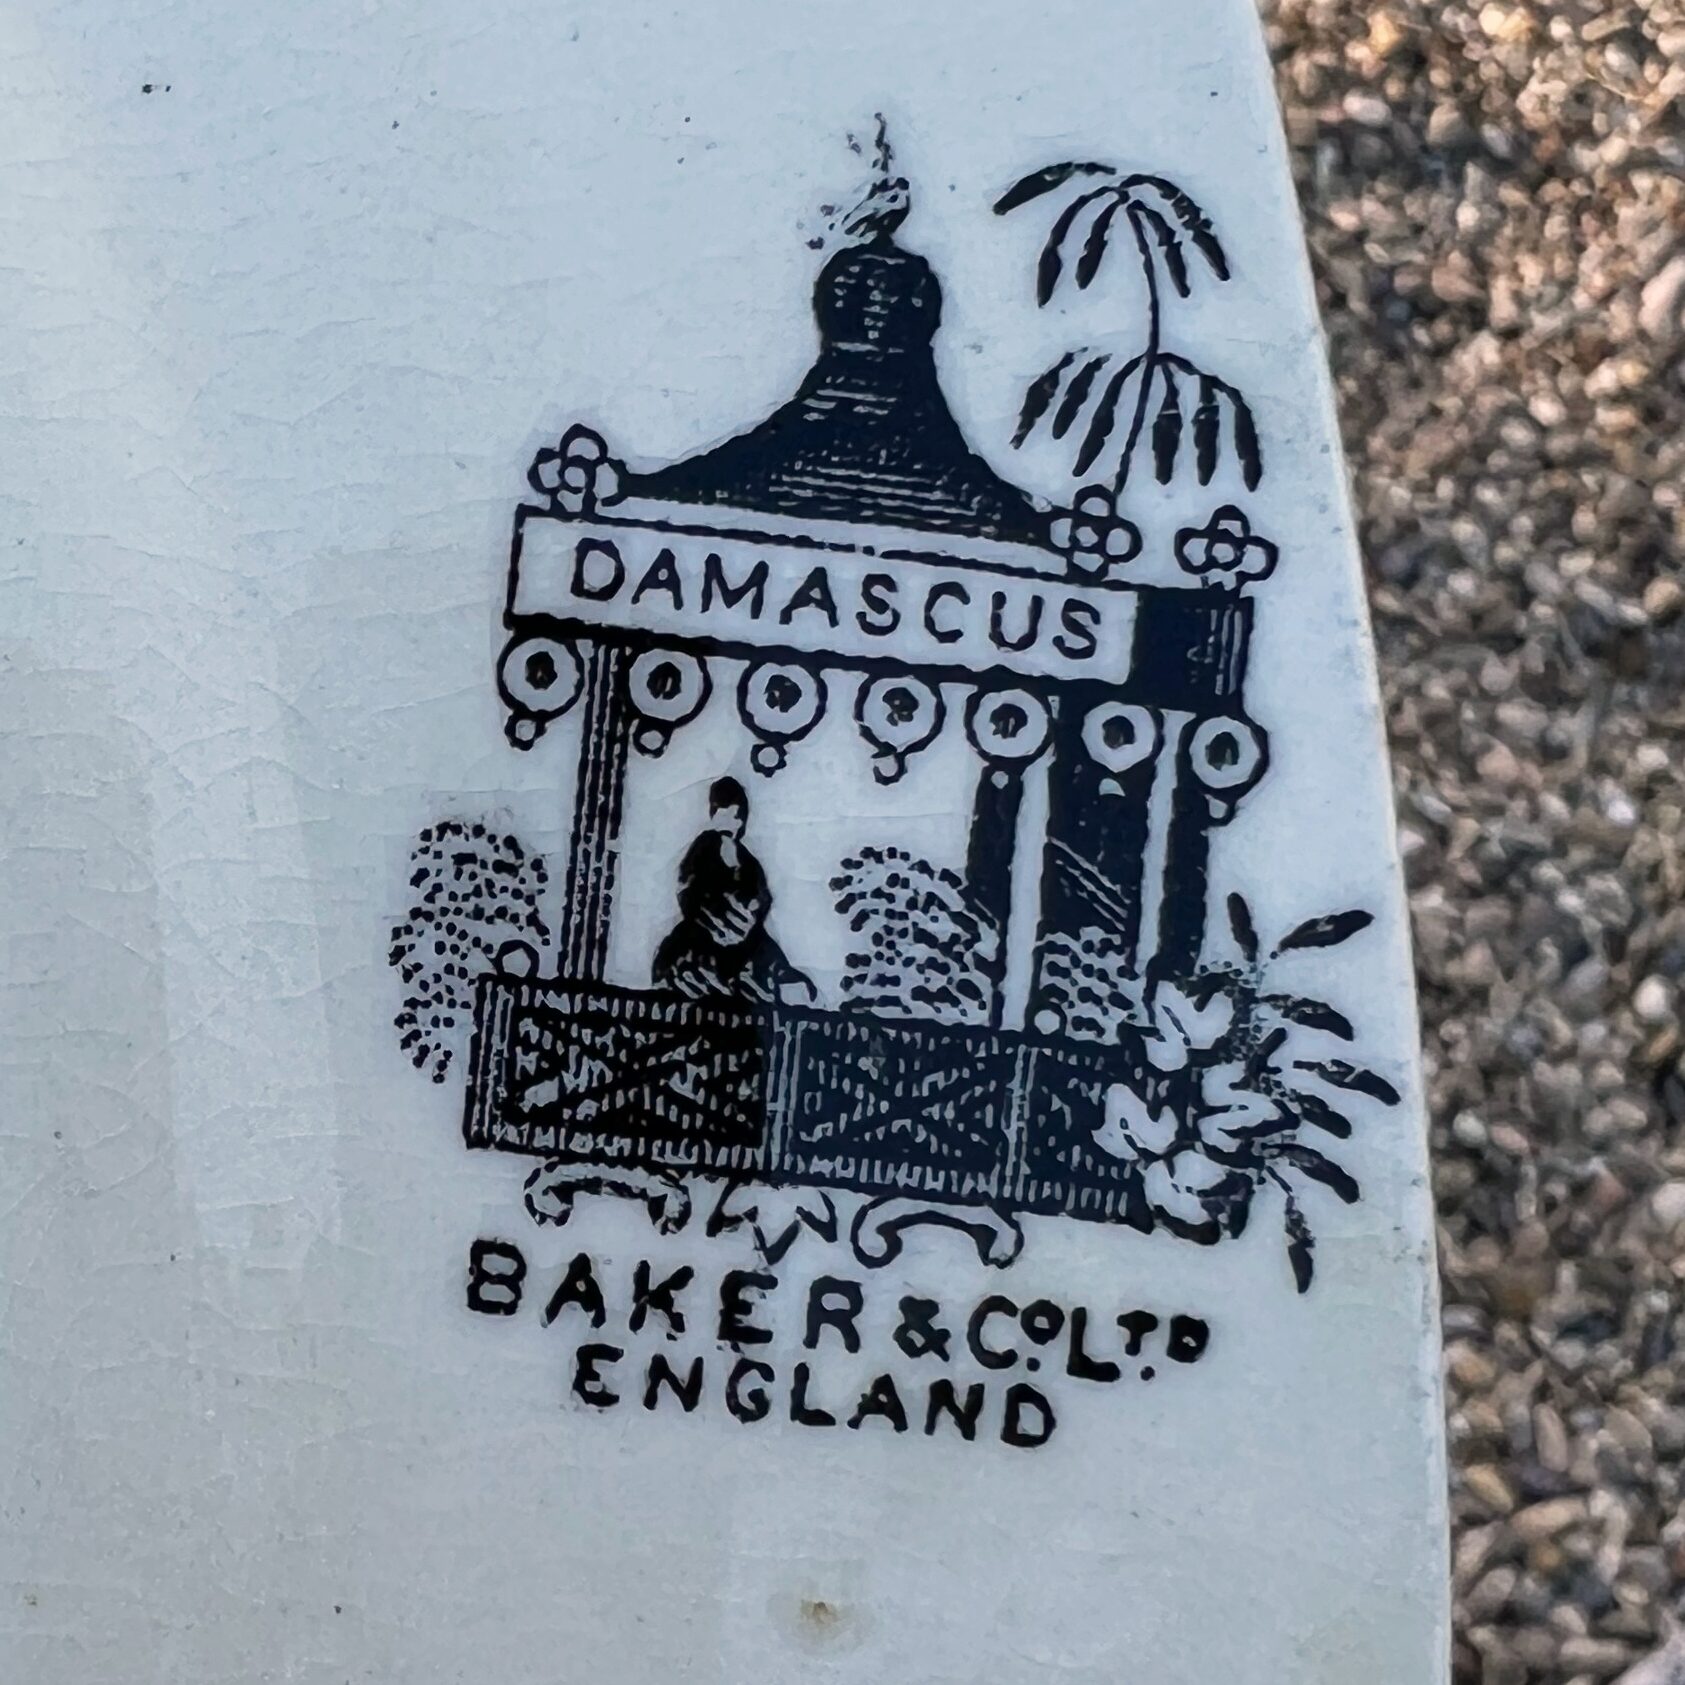 DAMASCUS
BAKER & Co. LTD
ENGLAND